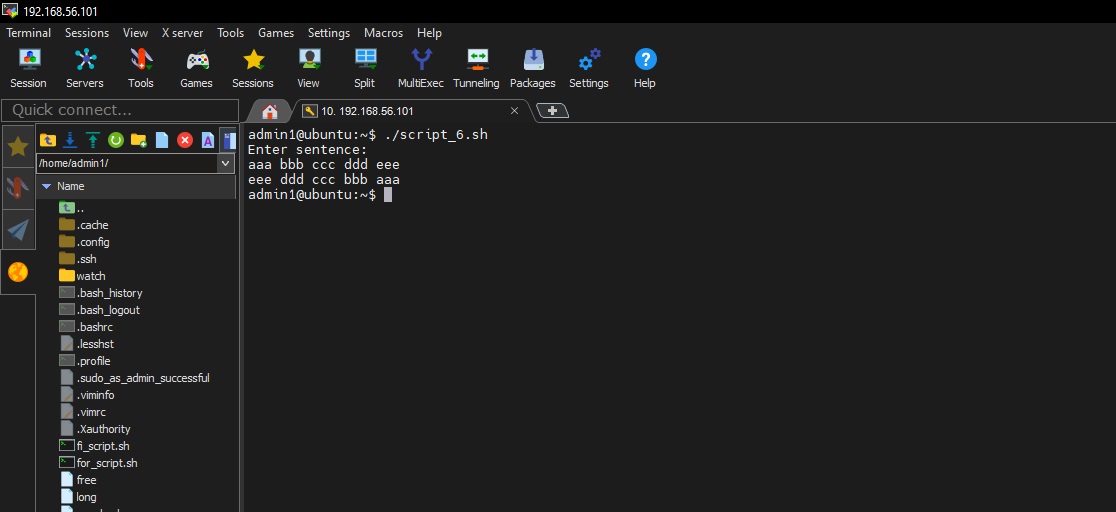 192.168.56.101
Terminal Sessions View X server Tools Games Settings Macros Help
Session Servers Tools Games Sessions View Split MultiExec Tunneling Packages Settings Help
Quick connect...
10. 192.168.56.101
/home/admin1/
Name
..
.cache
.config
.ssh
watch
.bash_history
.bash_logout
.bashrc
.lesshst
.profile
.sudo_as_admin_successful
.viminfo
.vimrc
.Xauthority
fi_script.sh
for_script.sh
free
long
admin1@ubuntu:~$ ./script_6.sh
Enter sentence:
aaa bbb ccc ddd eee
eee ddd ccc bbb aaa
admin1@ubuntu:~$